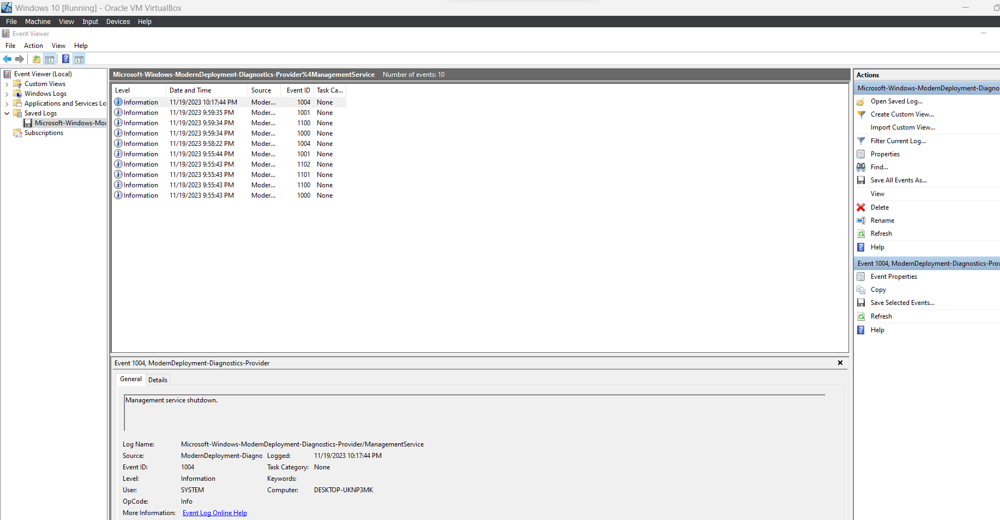 Windows 10 [Running] - Oracle VM VirtualBox
File Machine View Input Devices Help
Event Viewer
File Action View Help
Event Viewer (Local)
Custom Views
Windows Logs
Applications and Services Lo
Saved Logs
Microsoft-Windows-Mod
Subscriptions
Microsoft-Windows-ModernDeployment-Diagnostics-Provider%4ManagementService Number of events: 10
Level Date and Time Source Event ID Task Ca...
Information 11/19/2023 10:17:44 PM Moder... 1004 None
Information 11/19/2023 9:59:35 PM Moder... 1001 None
Information 11/19/2023 9:59:34 PM Moder... 1100 None
Information 11/19/2023 9:59:34 PM Moder... 1000 None
Information 11/19/2023 9:58:22 PM Moder... 1004 None
Information 11/19/2023 9:55:44 PM Moder... 1001 None
Information 11/19/2023 9:55:43 PM Moder... 1102 None
Information 11/19/2023 9:55:43 PM Moder... 1101 None
Information 11/19/2023 9:55:43 PM Moder... 1100 None
Information 11/19/2023 9:55:43 PM Moder... 1000 None
Event 1004, ModernDeployment-Diagnostics-Provider
General Details
Management service shutdown.
Log Name: Microsoft-Windows-ModernDeployment-Diagnostics-Provider/ManagementService
Source: ModernDeployment-Diagno Logged: 11/19/2023 10:17:44 PM
Event ID: 1004 Task Category: None
Level: Information Keywords:
User: SYSTEM Computer: DESKTOP-UKNP3MK
OpCode: Info
More Information: Event Log Online Help
Actions
Microsoft-Windows-ModernDeployment-Diagno
Open Saved Log...
Create Custom View...
Import Custom View...
Filter Current Log...
Properties
Find...
Save All Events As...
View
Delete
Rename
Refresh
Help
Event 1004, ModernDeployment-Diagnostics-Prov
Event Properties
Copy
Save Selected Events...
Refresh
Help